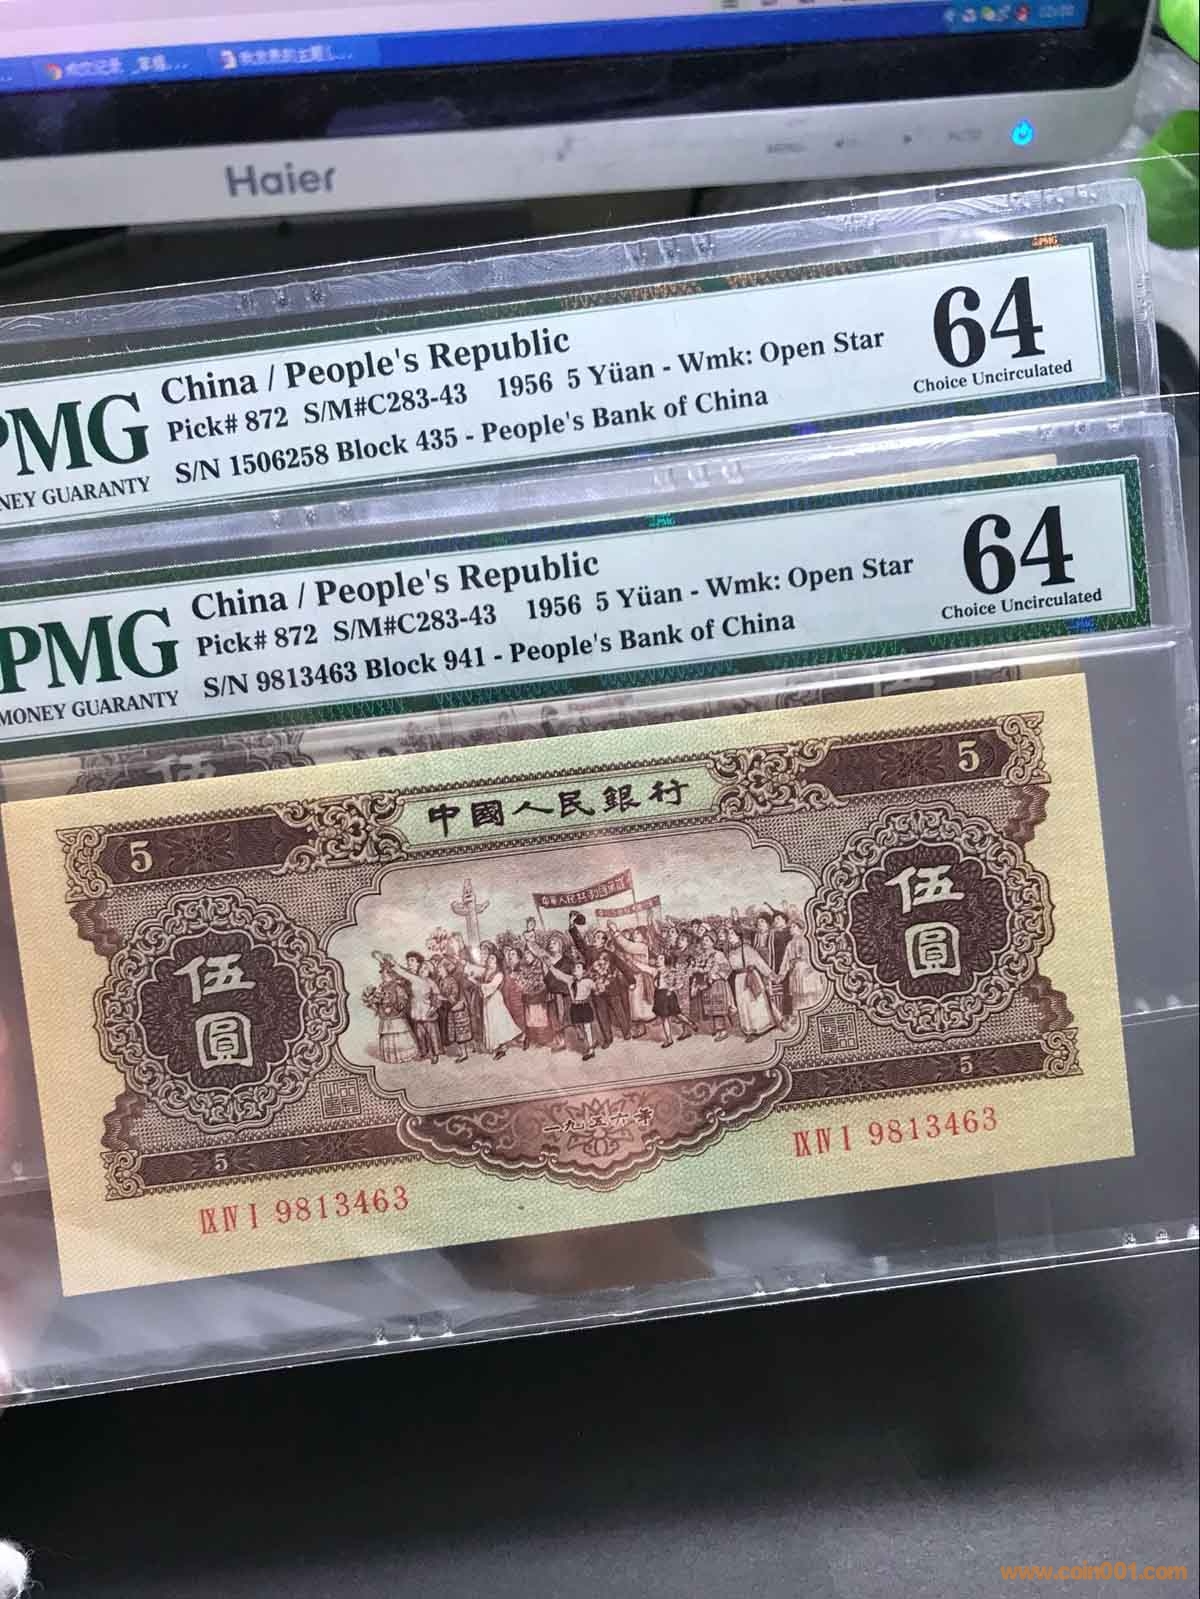 Haier
PMG
China / People's Republic
Pick# 872 S/M#C283-43 1956 5 Yüan - Wmk: Open Star
S/N 1506258 Block 435 - People's Bank of China
64
Choice Uncirculated
NEY GUARANTY
PMG
China / People's Republic
Pick# 872 S/M#C283-43 1956 5 Yüan - Wmk: Open Star
S/N 9813463 Block 941 - People's Bank of China
64
Choice Uncirculated
MONEY GUARANTY
中國人民銀行
5
5
伍圓
伍圓
一九五六年
5
5
ⅨⅣⅠ 9813463
ⅨⅣⅠ 9813463
www.coin001.com